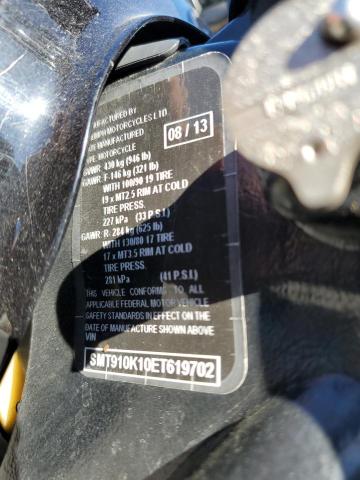 FACTURED BY
MOTORCYCLES LTD
MANUFACTURED
08 / 13
MOTORCYCLE
GVWR: 430 kg (946 lb)
GAWR: F-146 kg (321 lb)
WITH 100/90 19 TIRE
19 x MT2.5 RIM AT COLD
TIRE PRESS.
227 kPa (33 P.S.I)
GAWR: R: 284 kg (625 lb)
WITH 130/80 17 TIRE
17 x MT3.5 RIM AT COLD
TIRE PRESS
281 kPa (41 P.S.I)
THIS VEHICLE CONFORMS TO ALL
APPLICABLE FEDERAL MOTOR VEHICLE
SAFETY STANDARDS IN EFFECT ON THE
DATE OF MANUFACTURE SHOWN ABOVE
VIN
SMT910K10ET619702